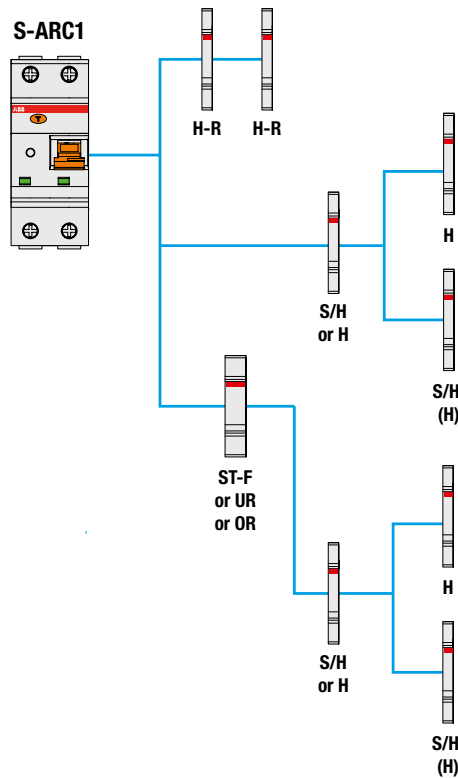 S-ARC1
ABB
T
H-R
H-R
H
S/H
or H
S/H
(H)
ST-F
or UR
or OR
H
S/H
or H
S/H
(H)